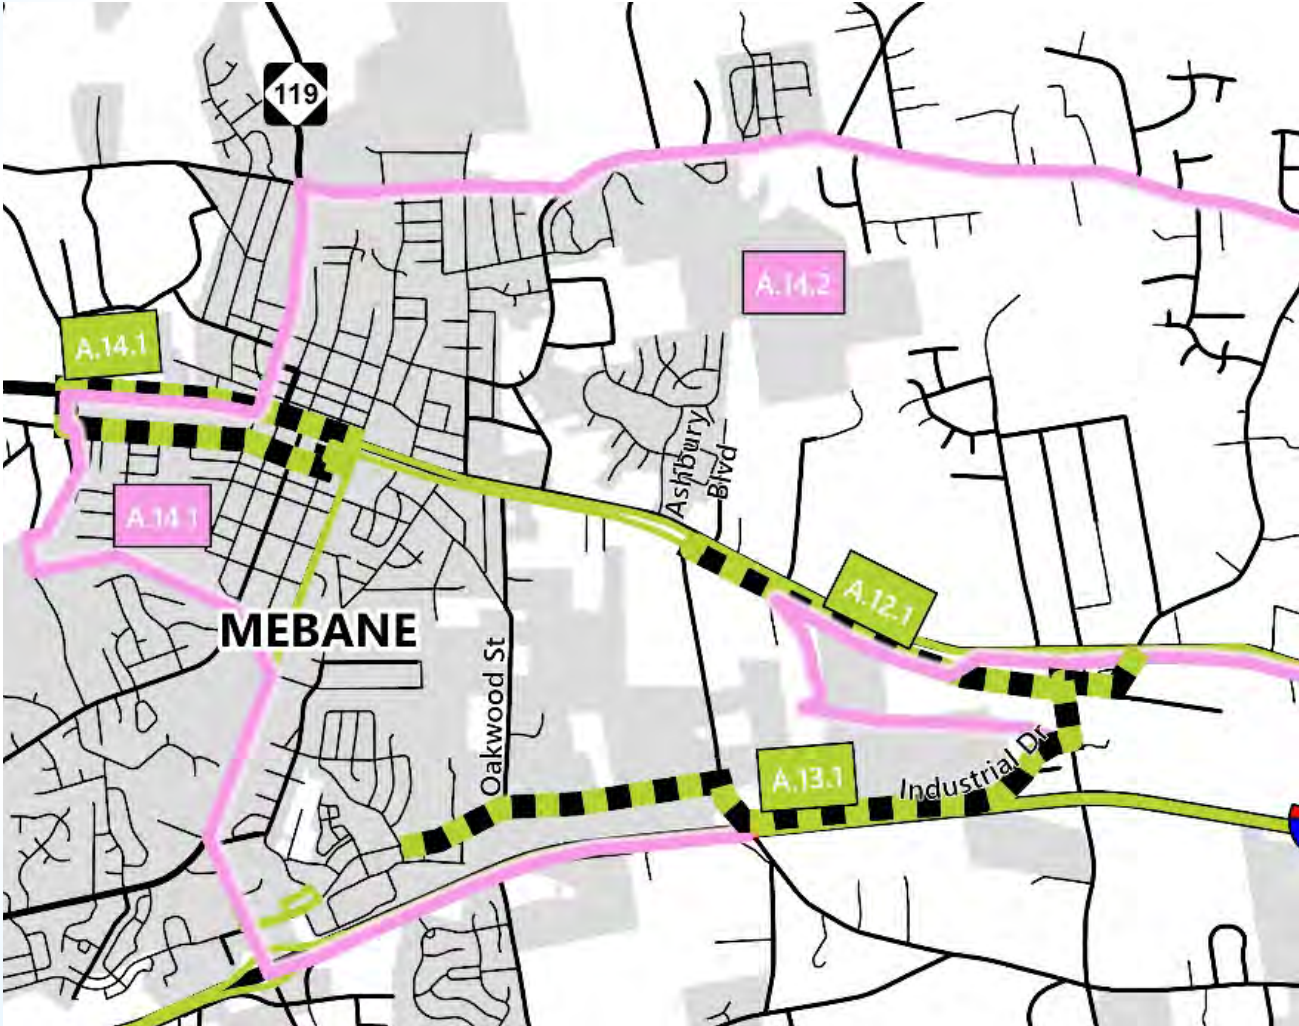 119
A.14.2
A.14.1
Ashbury
Blvd
A.14.1
A.12.1
MEBANE
Oakwood St
Industrial Dr
A.13.1